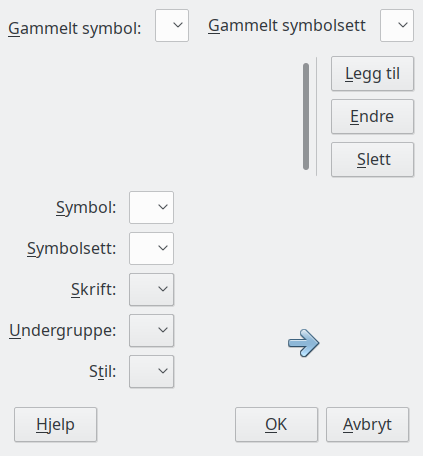 Gammelt symbol: Gammelt symbolsett
Legg til
Endre
Slett
Symbol:
Symbolsett:
Skrift:
Undergruppe:
Stil:
Hjelp OK Avbryt